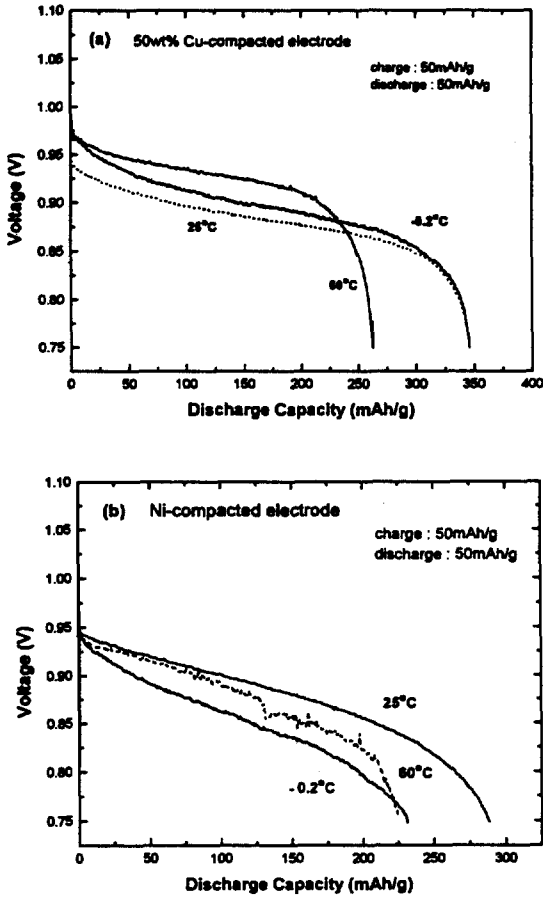 1.10
(a) 50wt% Cu-compacted electrode
charge : 50mAh/g
discharge : 50mAh/g
1.05
1.00
0.95
0.90
0.85
0.80
0.75
Voltage (V)
25°C
-0.2°C
60°C
0 50 100 150 200 250 300 350 400
Discharge Capacity (mAh/g)
1.10
(b) Ni-compacted electrode
charge : 50mAh/g
discharge : 50mAh/g
1.05
1.00
0.95
0.90
0.85
0.80
0.75
Voltage (V)
25°C
60°C
- 0.2°C
0 50 100 150 200 250 300
Discharge Capacity (mAh/g)